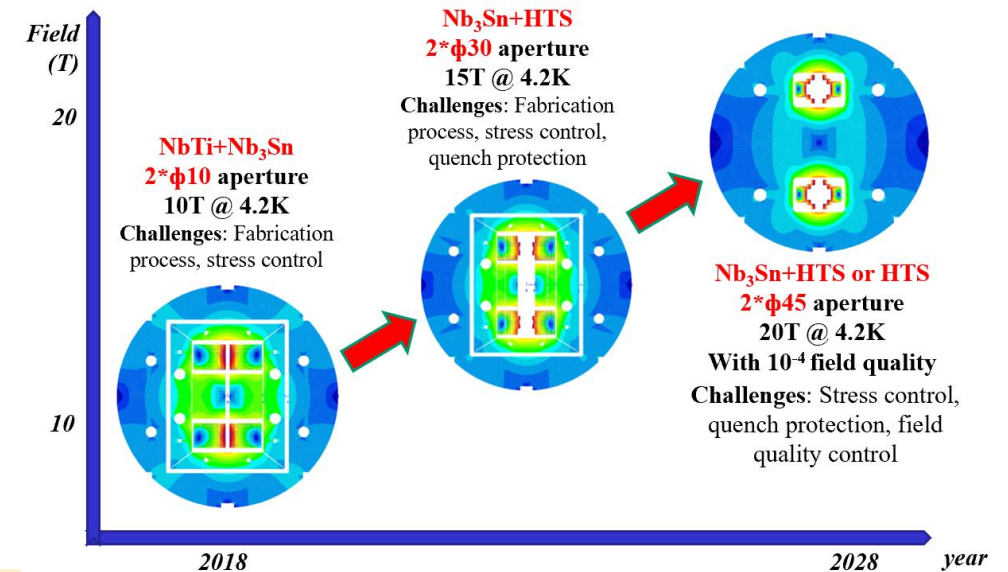 Field
(T)
20
10
NbTi+Nb₃Sn
2*ϕ10 aperture
10T @ 4.2K
Challenges: Fabrication
process, stress control
Nb₃Sn+HTS
2*ϕ30 aperture
15T @ 4.2K
Challenges: Fabrication
process, stress control,
quench protection
Nb₃Sn+HTS or HTS
2*ϕ45 aperture
20T @ 4.2K
With 10⁻⁴ field quality
Challenges: Stress control,
quench protection, field
quality control
2018
2028
year